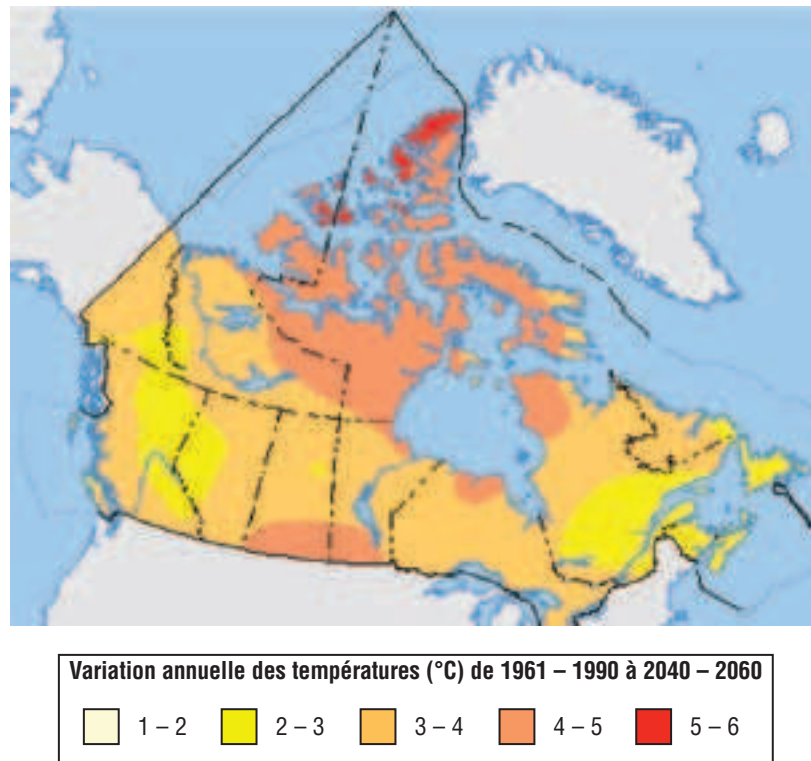 Variation annuelle des températures (°C) de 1961 – 1990 à 2040 – 2060
1 – 2 2 – 3 3 – 4 4 – 5 5 – 6